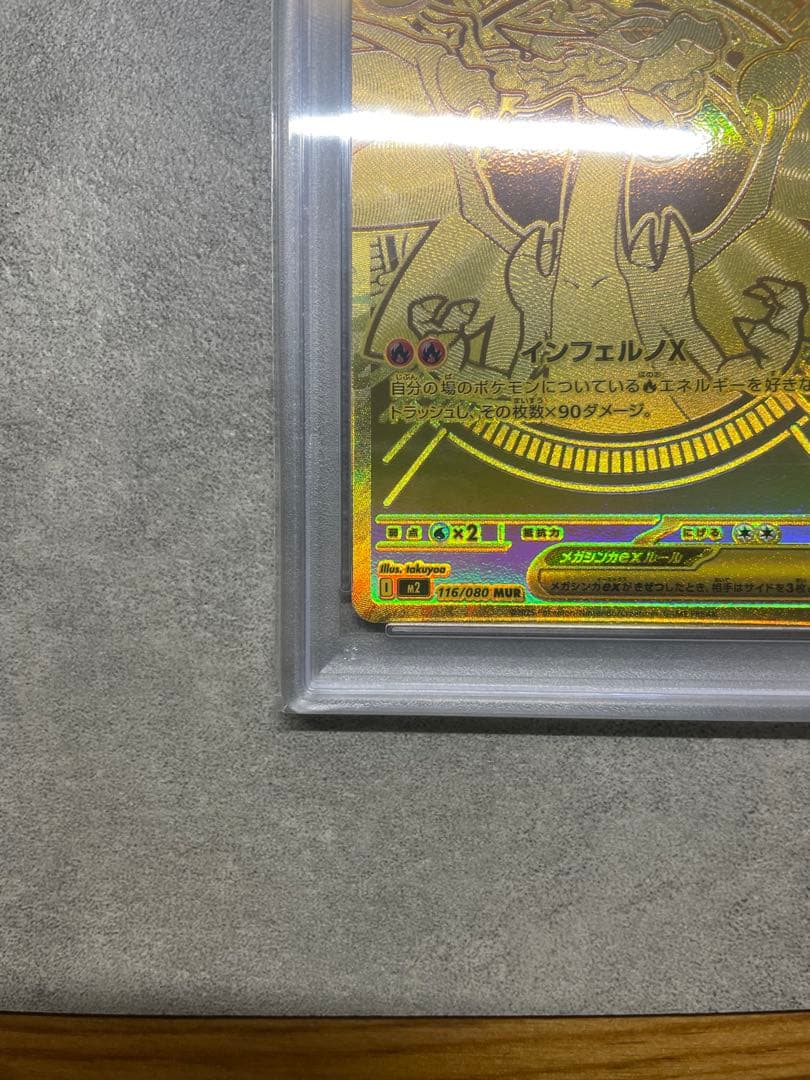 インフェルノX
自分の場のポケモンについているエネルギーを好きな
トラッシュし、その枚数×90ダメージ。
弱点 ×2 抵抗力 にげる
メガシンカexルール
Illus. takuyoa
メガシンカexがきぜつしたとき、相手はサイドを3枚
I M2 116/080 MUR